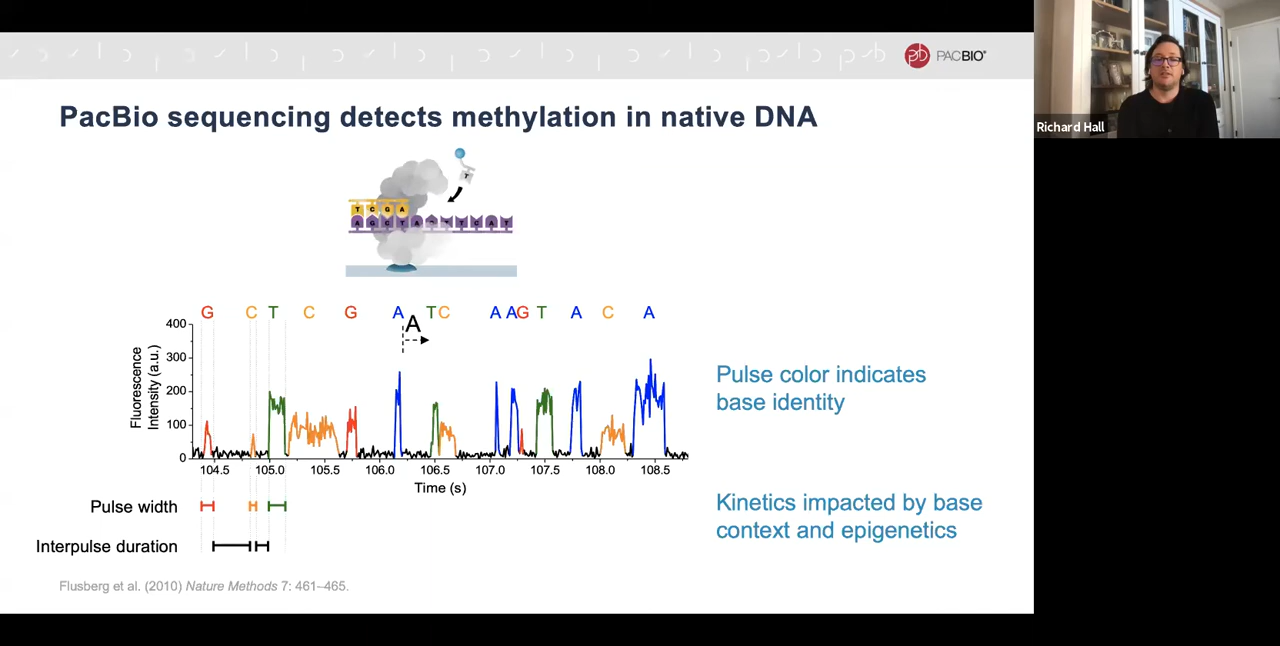 PACBIO®
PacBio sequencing detects methylation in native DNA
T
T C G A
A G C T A T C A T
G C T C G A T C A A G T A C A
A
400
300
200
100
0
Fluorescence
Intensity (a.u.)
104.5 105.0 105.5 106.0 106.5 107.0 107.5 108.0 108.5
Time (s)
Pulse width
Interpulse duration
Pulse color indicates
base identity
Kinetics impacted by base
context and epigenetics
Flusberg et al. (2010) Nature Methods 7: 461–465.
Richard Hall